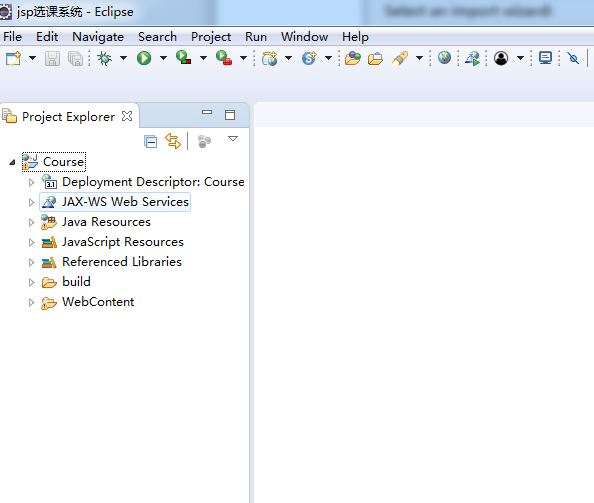 jsp选课系统 - Eclipse
Select an import wizard:
File Edit Navigate Search Project Run Window Help
Project Explorer
Course
3.1 Deployment Descriptor: Course
JAX-WS Web Services
Java Resources
JavaScript Resources
Referenced Libraries
build
WebContent